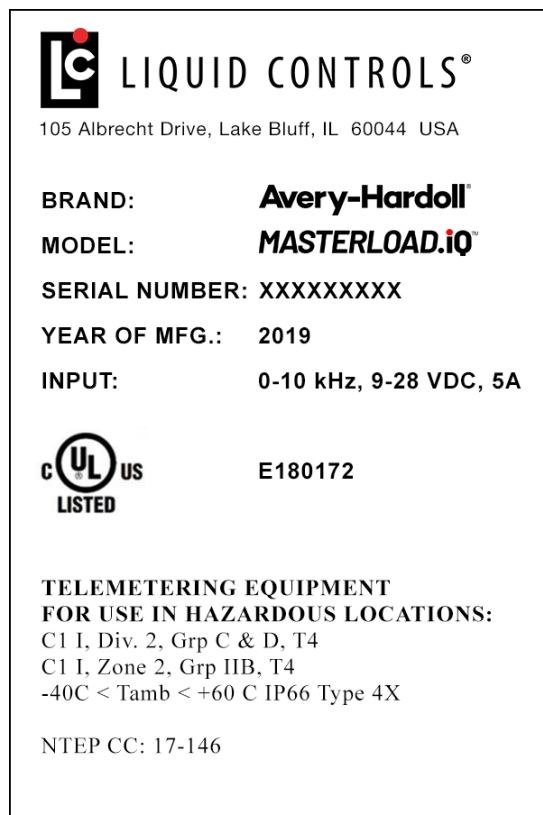 LC LIQUID CONTROLS®
105 Albrecht Drive, Lake Bluff, IL 60044 USA
BRAND: Avery-Hardoll®
MODEL: MASTERLOAD.iQ™
SERIAL NUMBER: XXXXXXXXX
YEAR OF MFG.: 2019
INPUT: 0-10 kHz, 9-28 VDC, 5A
C UL® US E180172
LISTED
TELEMETERING EQUIPMENT
FOR USE IN HAZARDOUS LOCATIONS:
C1 I, Div. 2, Grp C & D, T4
C1 I, Zone 2, Grp IIB, T4
-40C < Tamb < +60 C IP66 Type 4X
NTEP CC: 17-146